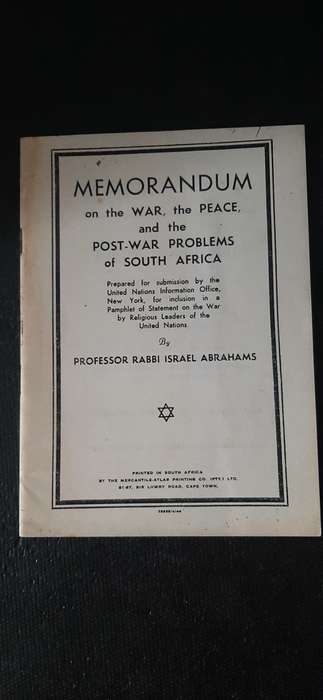 MEMORANDUM
on the WAR, the PEACE,
and the
POST-WAR PROBLEMS
of SOUTH AFRICA
Prepared for submission by the
United Nations Information Office,
New York, for inclusion in a
Pamphlet of Statement on the War
by Religious Leaders of the
United Nations
By
PROFESSOR RABBI ISRAEL ABRAHAMS
PRINTED IN SOUTH AFRICA
BY THE MERCANTILE-ATLAS PRINTING CO. (PTY.) LTD.
LOWRY ROAD, CAPE TOWN.